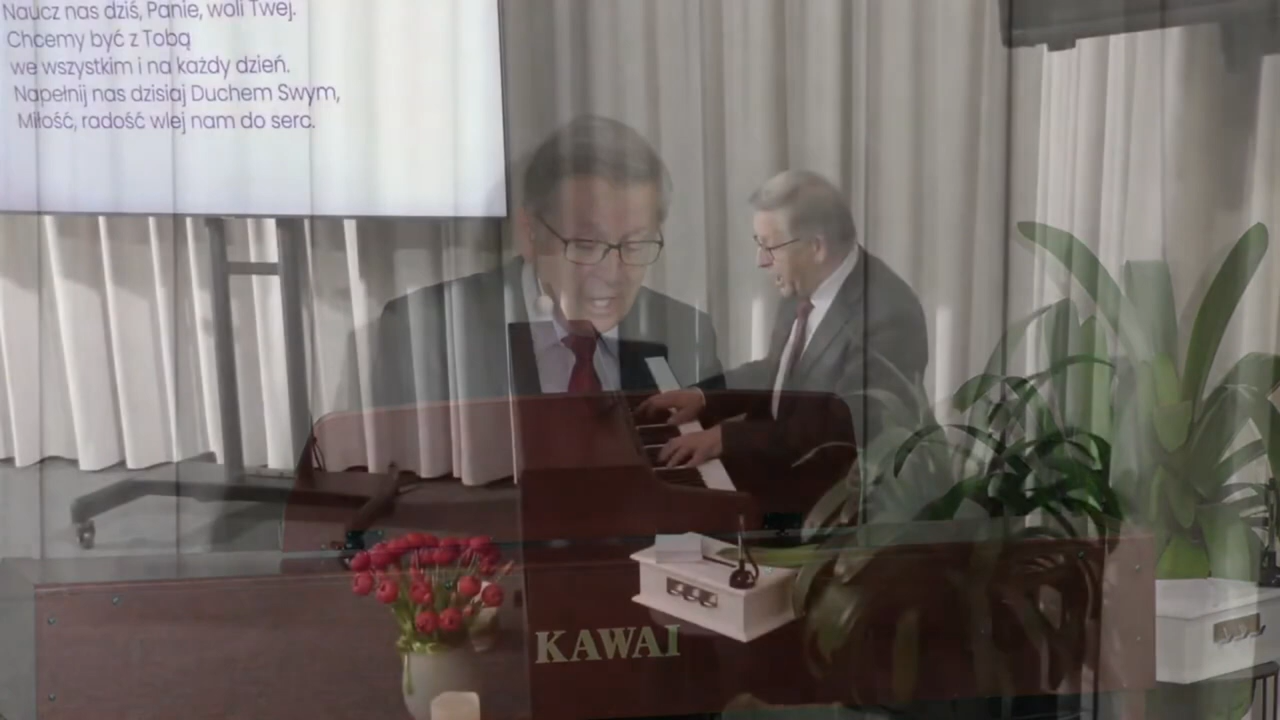 Naucz nas dziś, Panie, woli Twej.
Chcemy być z Tobą
we wszystkim i na każdy dzień.
Napełnij nas dzisiaj Duchem Swym,
Miłość, radość wlej nam do serc.
KAWAI